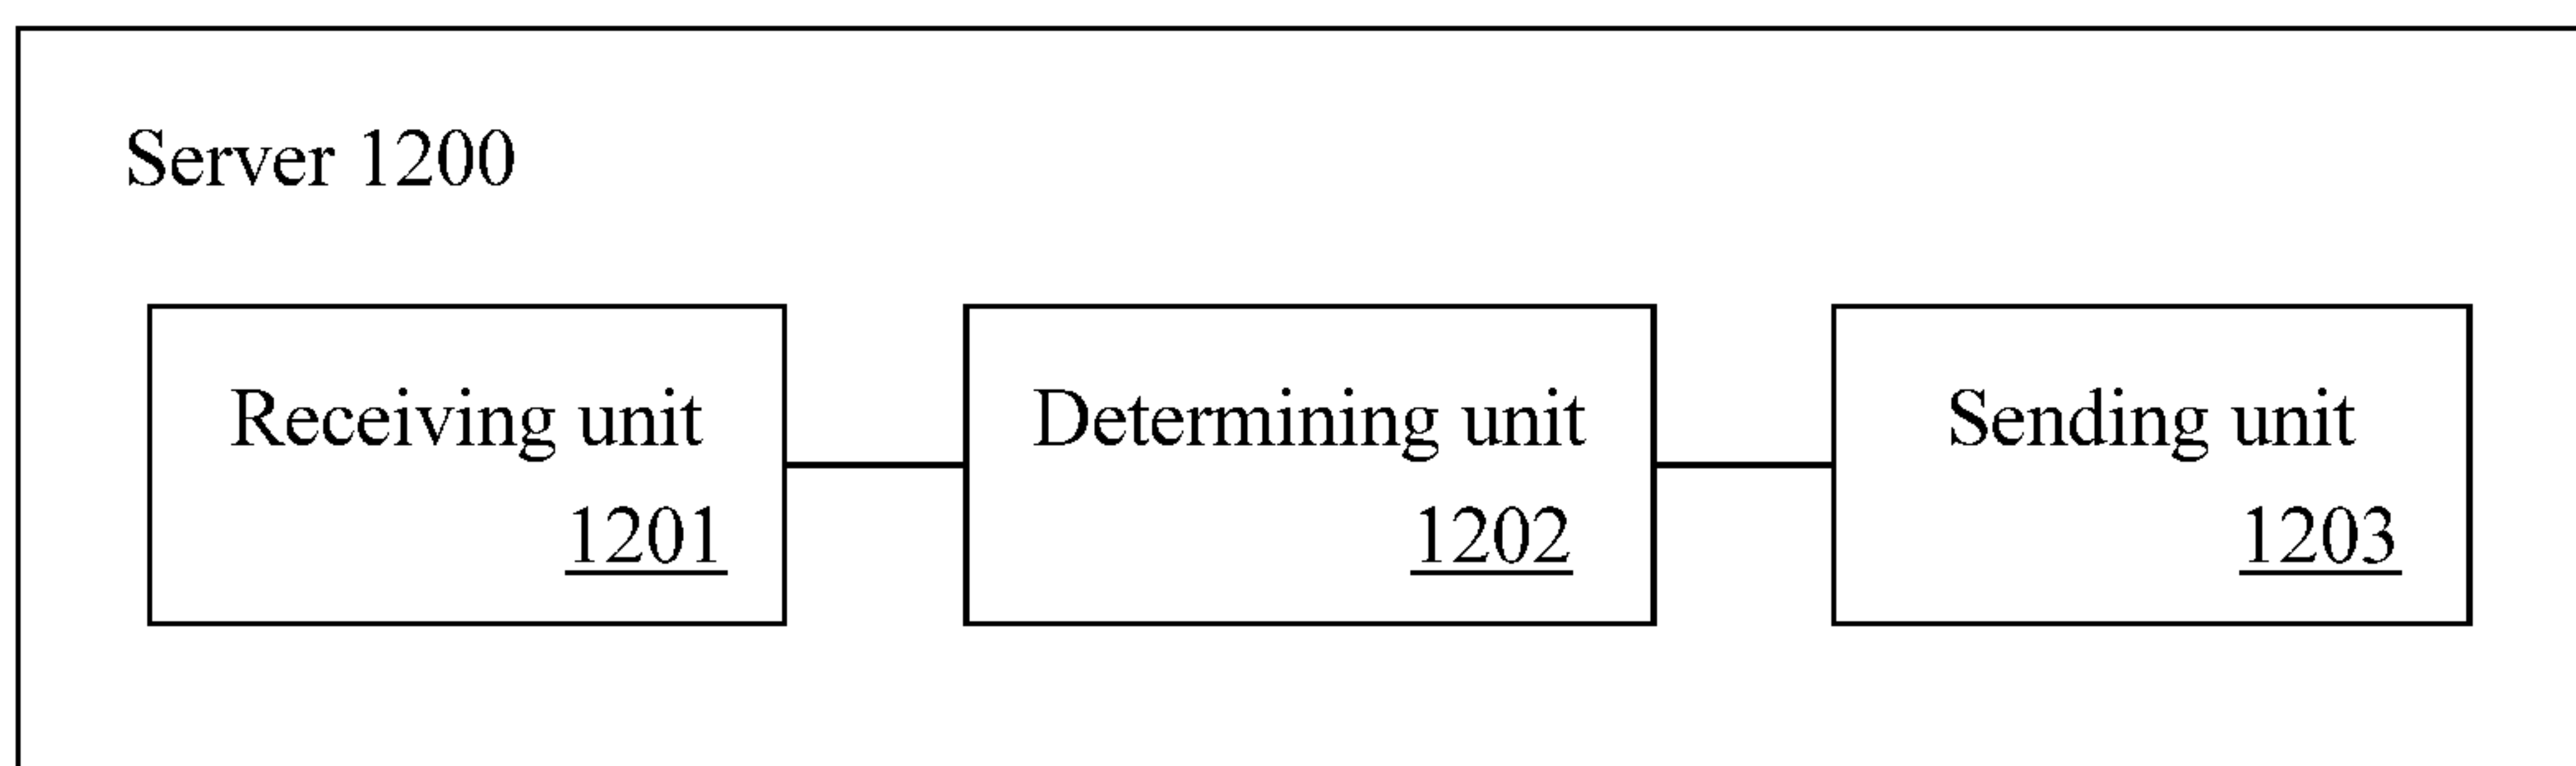 Server 1200
Receiving unit
1201
Determining unit
1202
Sending unit
1203